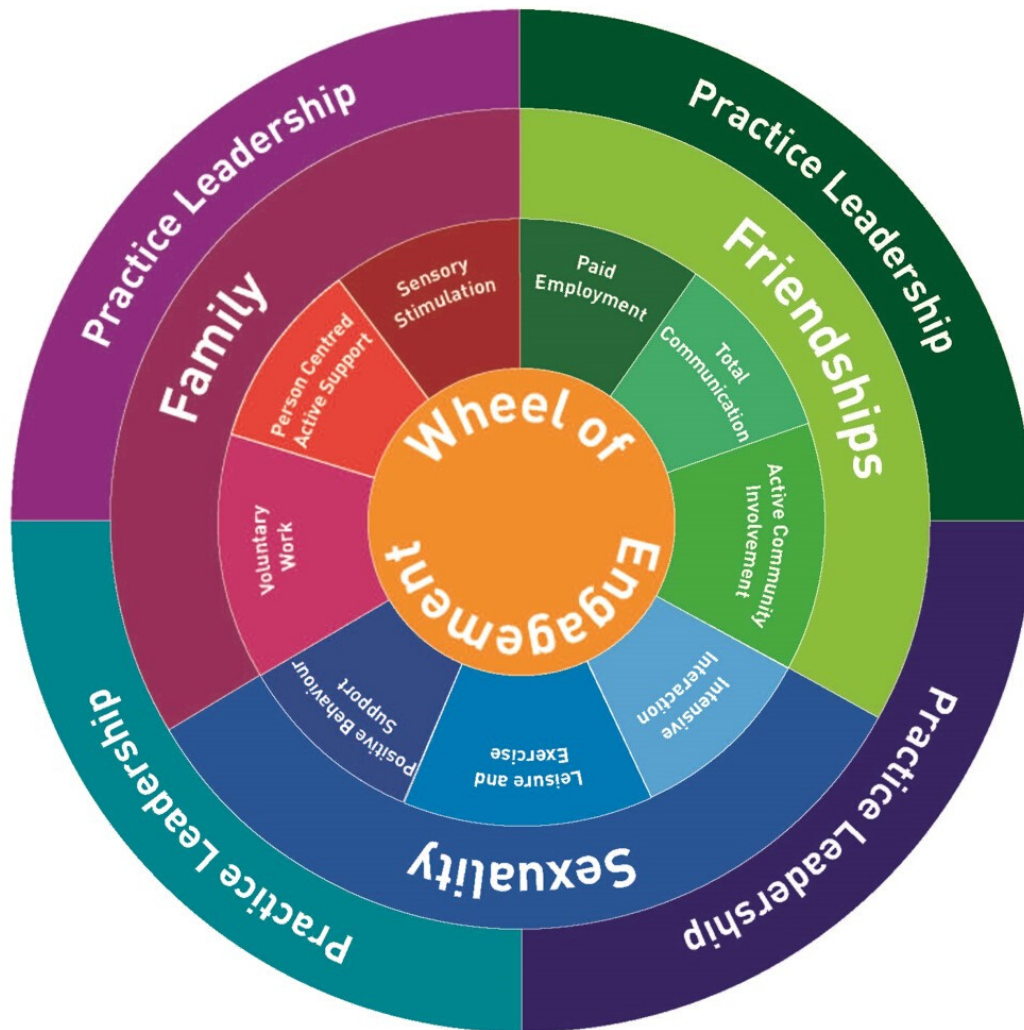 Practice Leadership
Practice Leadership
Practice Leadership
Practice Leadership
Family
Friendships
Sexuality
Sensory
Stimulation
Paid
Employment
Total
Communication
Active Community
Involvement
Intensive
Interaction
Leisure and
Exercise
Positive Behaviour
Support
Voluntary
Work
Person Centred
Active Support
Wheel of
Engagement